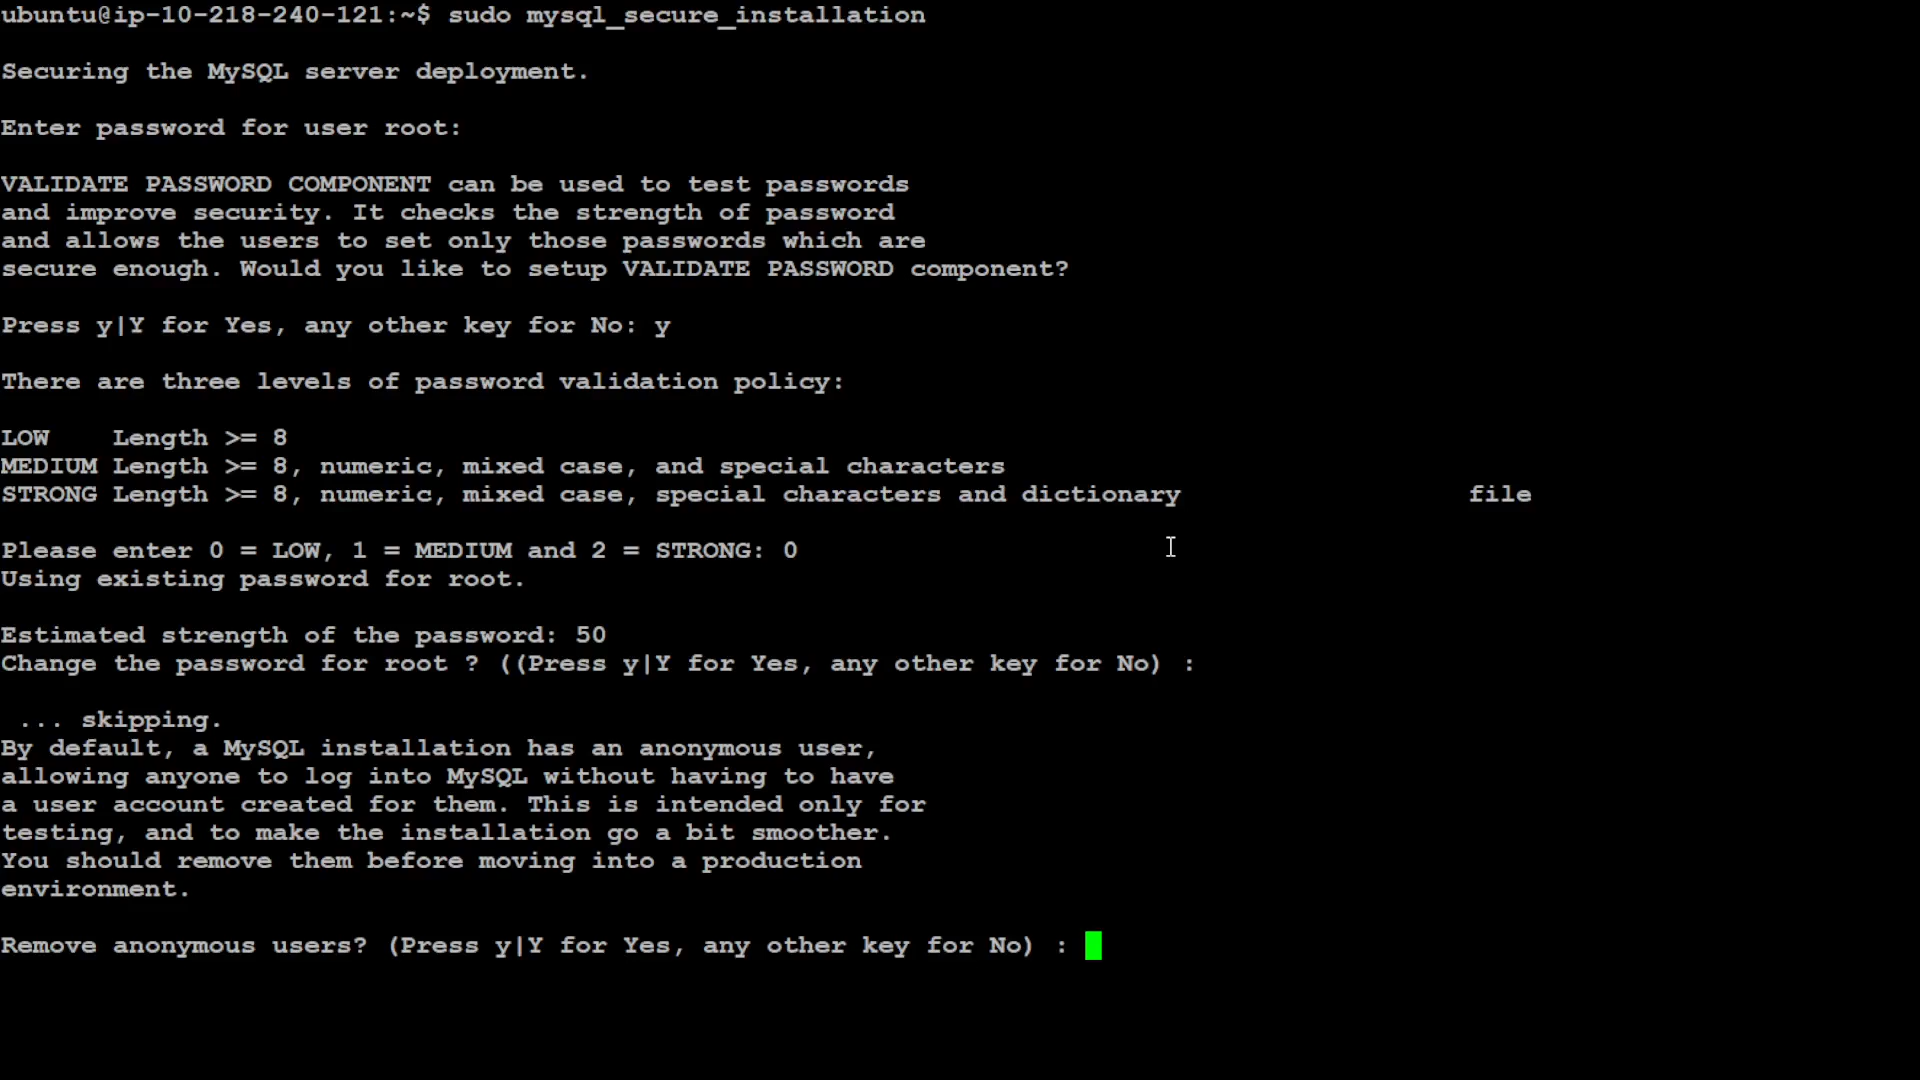 ubuntu@ip-10-218-240-121:~$ sudo mysql_secure_installation
Securing the MySQL server deployment.
Enter password for user root:
VALIDATE PASSWORD COMPONENT can be used to test passwords
and improve security. It checks the strength of password
and allows the users to set only those passwords which are
secure enough. Would you like to setup VALIDATE PASSWORD component?
Press y|Y for Yes, any other key for No: y
There are three levels of password validation policy:
LOW    Length >= 8
MEDIUM Length >= 8, numeric, mixed case, and special characters
STRONG Length >= 8, numeric, mixed case, special characters and dictionary                  file
Please enter 0 = LOW, 1 = MEDIUM and 2 = STRONG: 0
Using existing password for root.
Estimated strength of the password: 50
Change the password for root ? ((Press y|Y for Yes, any other key for No) :
 ... skipping.
By default, a MySQL installation has an anonymous user,
allowing anyone to log into MySQL without having to have
a user account created for them. This is intended only for
testing, and to make the installation go a bit smoother.
You should remove them before moving into a production
environment.
Remove anonymous users? (Press y|Y for Yes, any other key for No) :